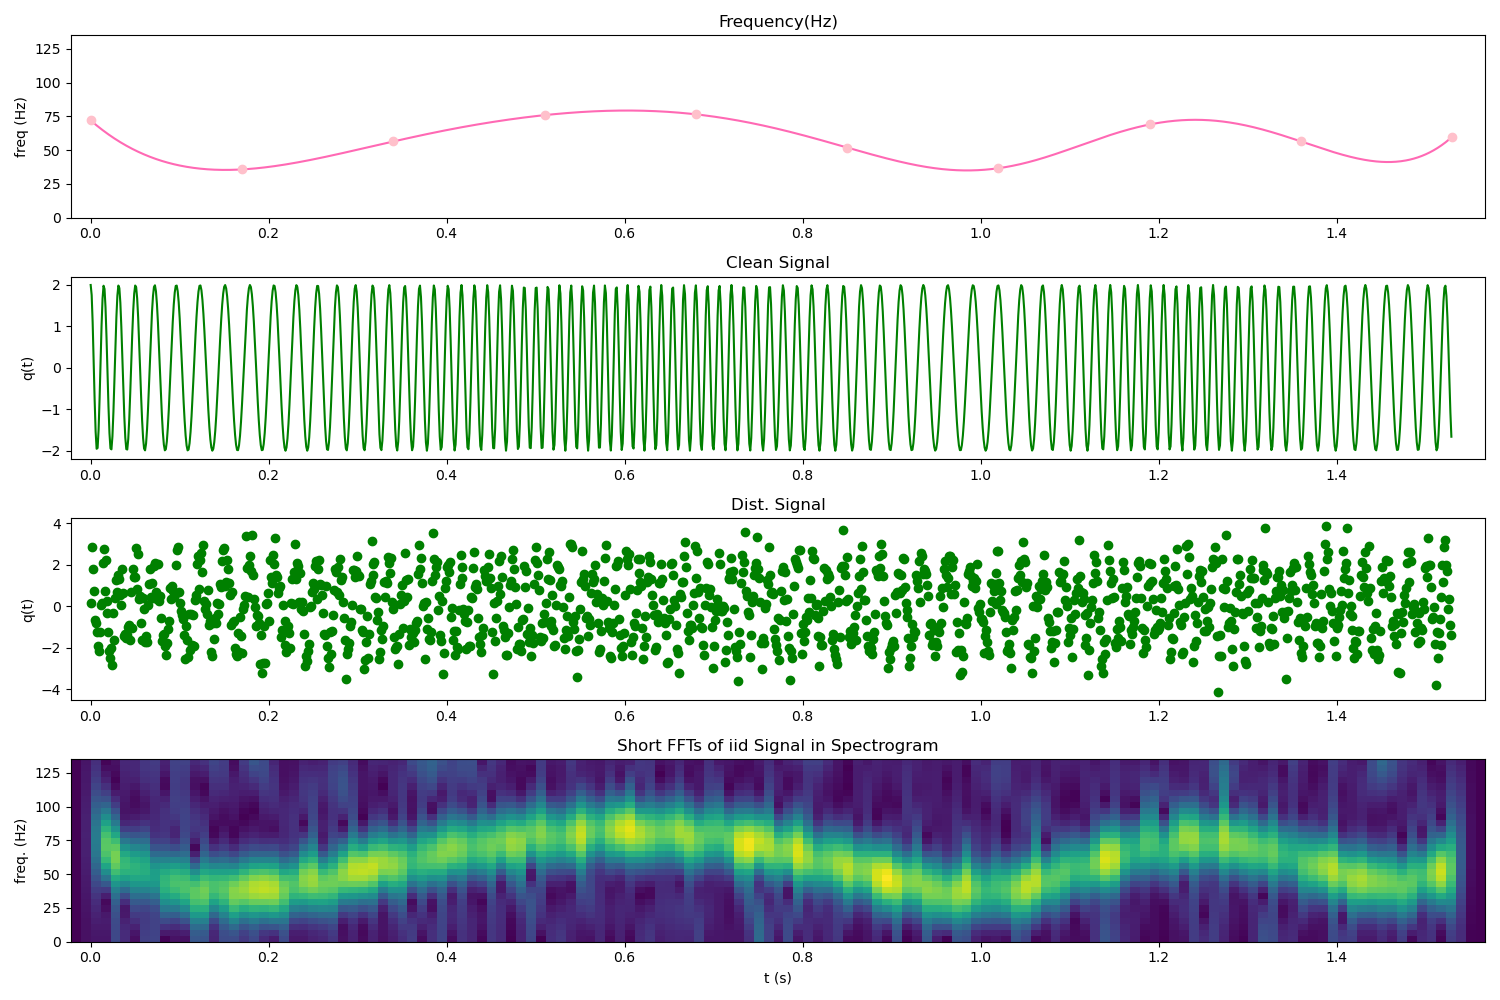 Frequency(Hz)
freq (Hz)
125
100
75
50
25
0
0.0 0.2 0.4 0.6 0.8 1.0 1.2 1.4
Clean Signal
q(t)
2
1
0
−1
−2
0.0 0.2 0.4 0.6 0.8 1.0 1.2 1.4
Dist. Signal
q(t)
4
2
0
−2
−4
0.0 0.2 0.4 0.6 0.8 1.0 1.2 1.4
Short FFTs of iid Signal in Spectrogram
freq. (Hz)
125
100
75
50
25
0
0.0 0.2 0.4 0.6 0.8 1.0 1.2 1.4
t (s)